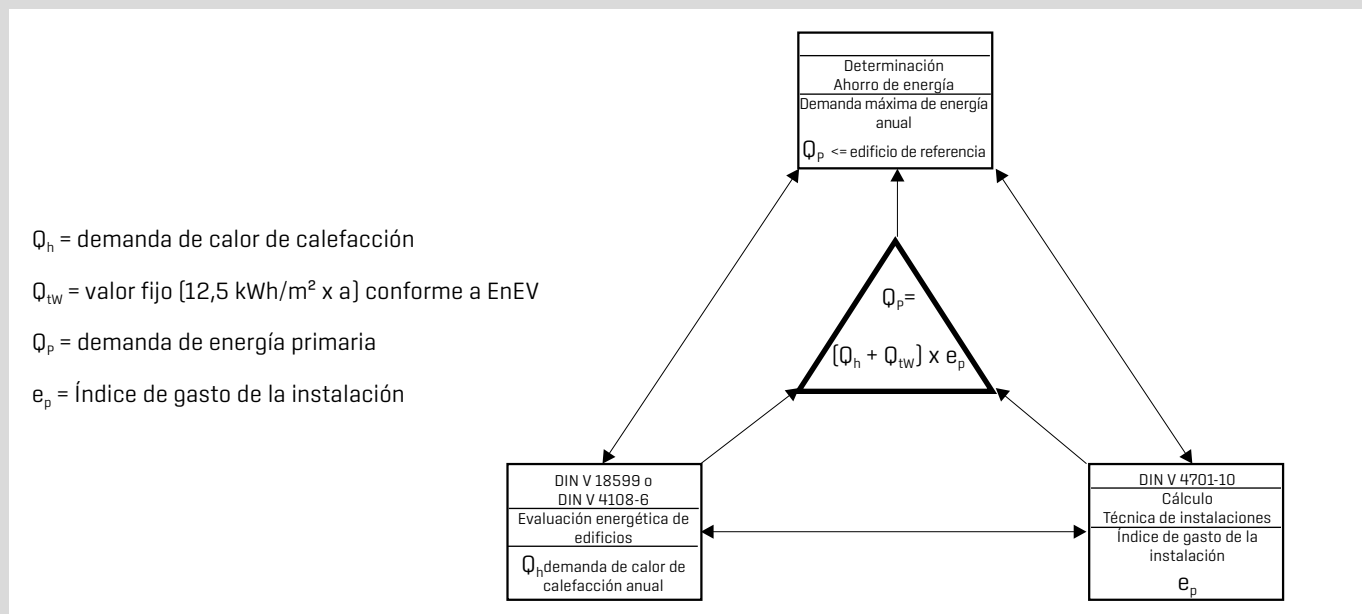 Determinación
Ahorro de energía
Demanda máxima de energía
anual
Qp <= edificio de referencia
Qh = demanda de calor de calefacción
QtW = valor fijo (12,5 kWh/m² x a) conforme a EnEV
Qp = demanda de energía primaria
ep = Índice de gasto de la instalación
Qp=
(Qh + QtW) x ep
DIN V 18599 o
DIN V 4108-6
Evaluación energética de
edificios
Qhdemanda de calor de
calefacción anual
DIN V 4701-10
Cálculo
Técnica de instalaciones
Índice de gasto de la
instalación
ep